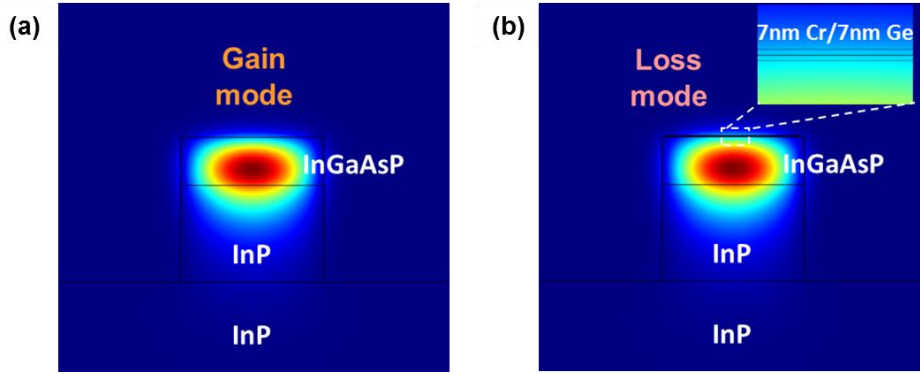 (a)
Gain
mode
InGaAsP
InP
InP
(b)
7nm Cr/7nm Ge
Loss
mode
InGaAsP
InP
InP